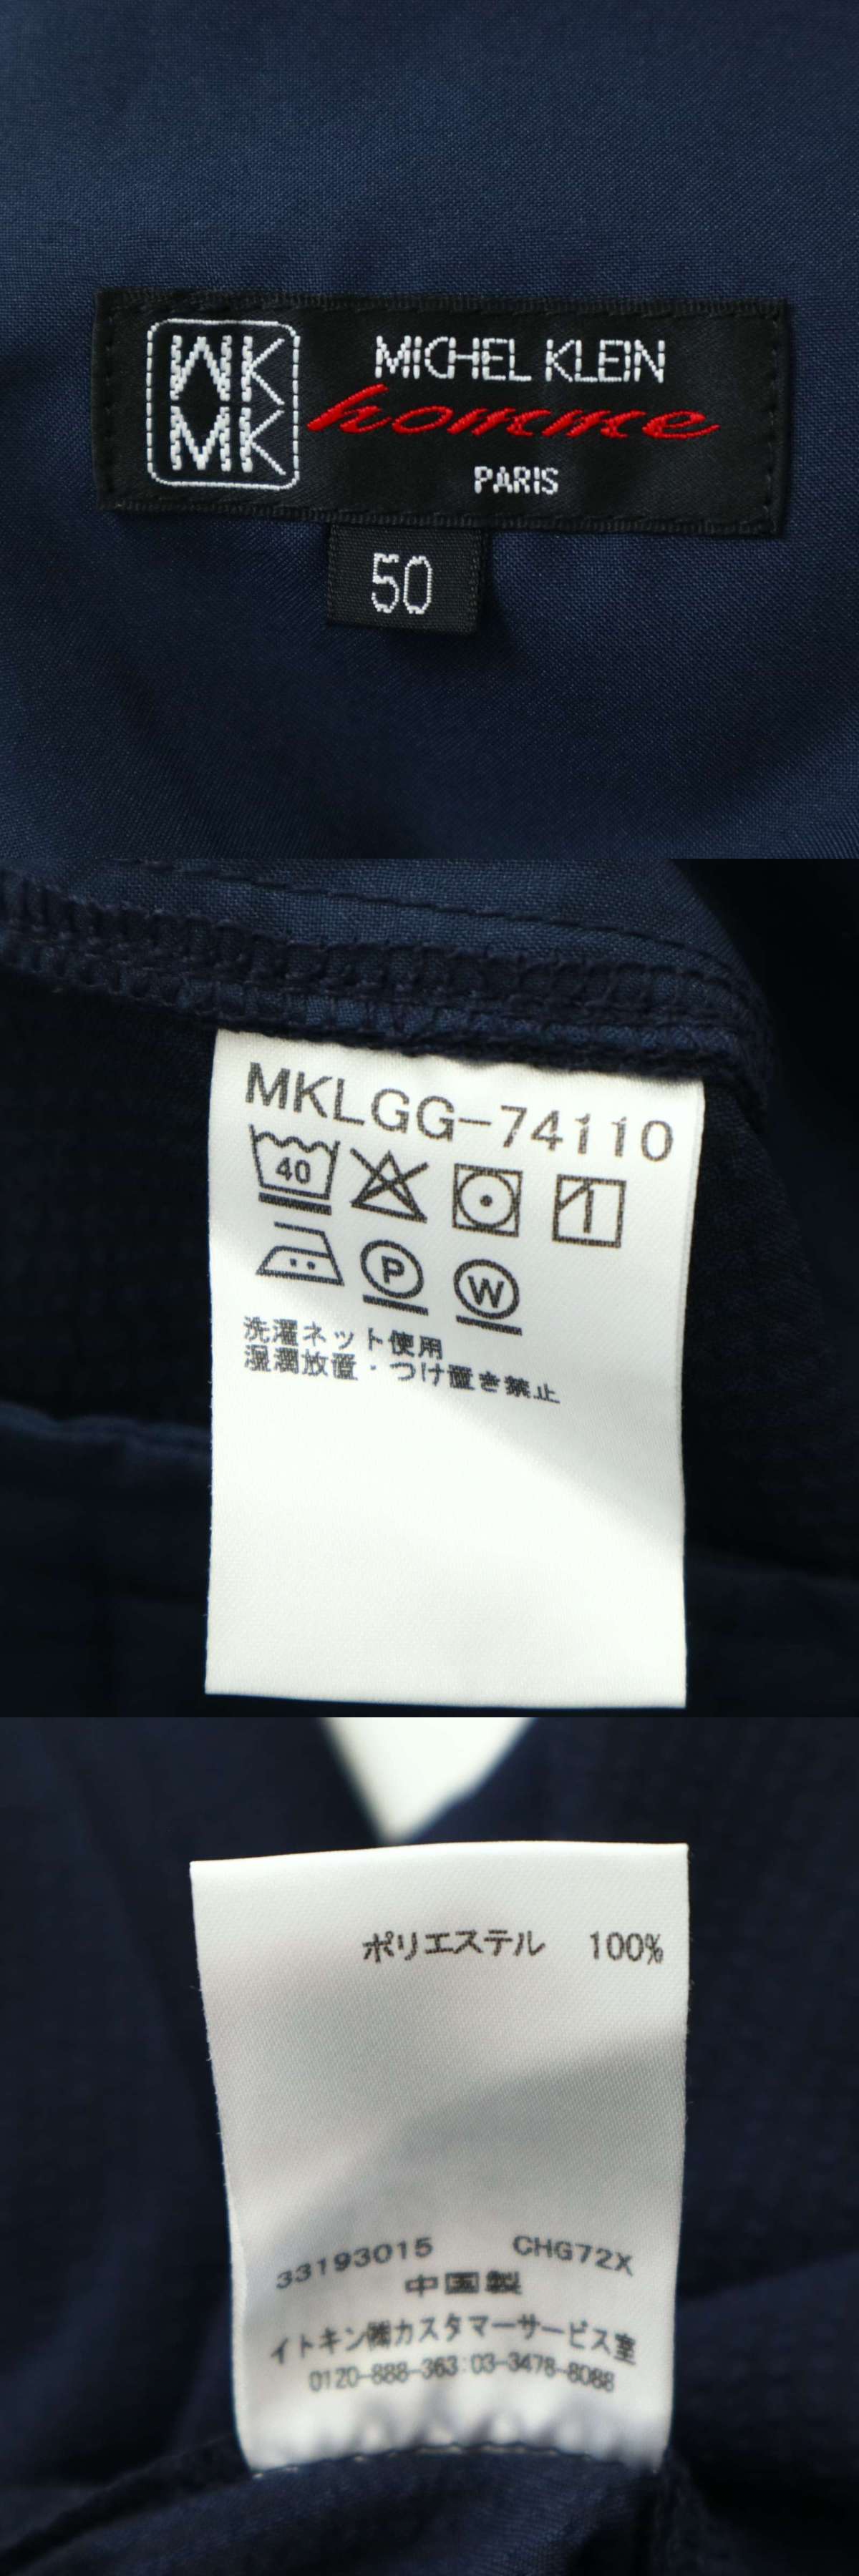 MK
MK
MICHEL KLEIN
homme
PARIS
50
MKLGG-74110
40
P
W
洗濯ネット使用
湿潤放置・つけ置き禁止
ポリエステル 100%
33193015 CHG72X
中国製
イトキン㈱カスタマーサービス室
0120-888-363:03-3478-8088